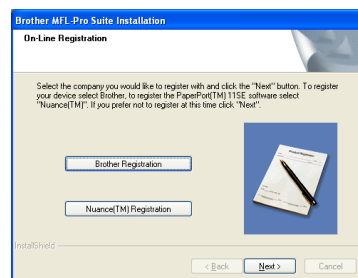 Brother MFL-Pro Suite Installation
On-Line Registration
Select the company you would like to register with and click the "Next" button. To register
your device select Brother, to register the PaperPort(TM) 11SE software select
"Nuance(TM)". If you prefer not to register at this time click "Next".
Brother Registration
Nuance(TM) Registration
InstallShield
< Back Next > Cancel